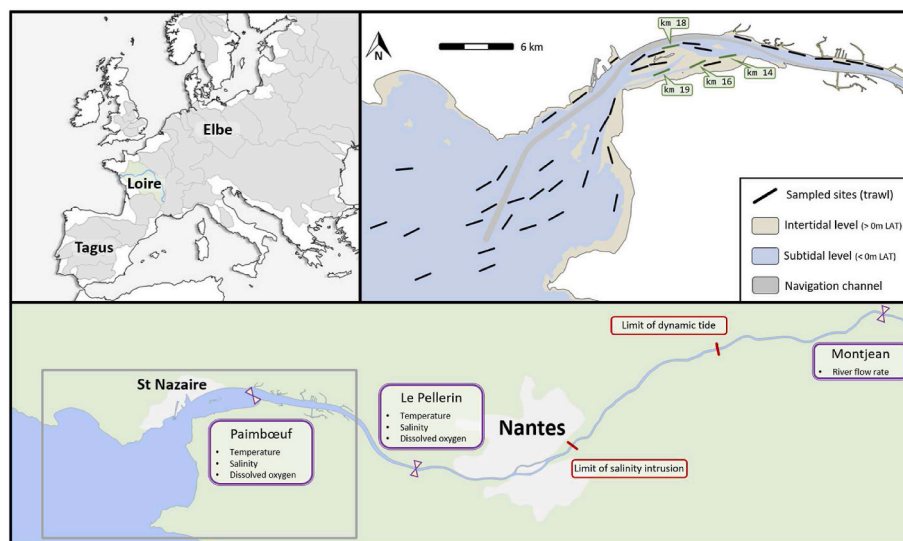 Elbe
Loire
Tagus
N
6 km
km 18
km 14
km 16
km 19
Sampled sites (trawl)
Intertidal level (> 0m LAT)
Subtidal level (< 0m LAT)
Navigation channel
Limit of dynamic tide
Montjean
• River flow rate
St Nazaire
Le Pellerin
• Temperature
• Salinity
• Dissolved oxygen
Nantes
Paimbœuf
• Temperature
• Salinity
• Dissolved oxygen
Limit of salinity intrusion